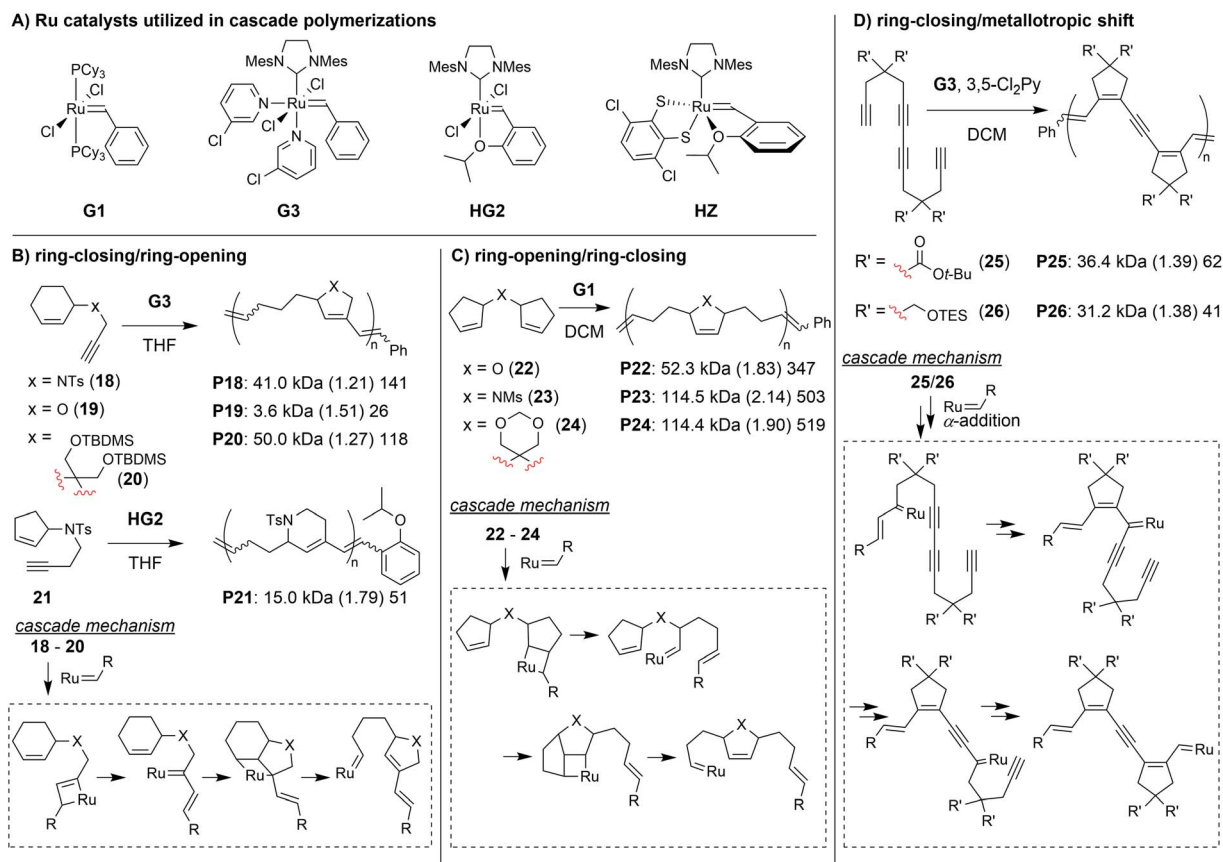 A) Ru catalysts utilized in cascade polymerizations
PCy3
Cl
Ru
Cl
PCy3
G1
Mes N N Mes
Cl
N Ru
Cl
Cl
N
Cl
G3
Mes N N Mes
Cl
Ru
Cl
O
HG2
Mes N N Mes
Cl
S Ru
S
O
Cl
HZ
B) ring-closing/ring-opening
X
G3
THF
X
n
Ph
x = NTs (18)
x = O (19)
x =
OTBDMS
OTBDMS
(20)
P18: 41.0 kDa (1.21) 141
P19: 3.6 kDa (1.51) 26
P20: 50.0 kDa (1.27) 118
NTs
21
HG2
THF
Ts N
O
n
P21: 15.0 kDa (1.79) 51
cascade mechanism
18 - 20
Ru R
X
Ru
R
X
Ru
R
X
Ru
R
X
Ru
R
C) ring-opening/ring-closing
X
G1
DCM
X
n
Ph
x = O (22)
x = NMs (23)
x = O O (24)
P22: 52.3 kDa (1.83) 347
P23: 114.5 kDa (2.14) 503
P24: 114.4 kDa (1.90) 519
cascade mechanism
22 - 24
Ru R
X
Ru
R
X
Ru
R
X
Ru
R
X
Ru
R
D) ring-closing/metallotropic shift
R' R'
R' R'
G3, 3,5-Cl2Py
DCM
R' R'
Ph
n
R' R'
R' =
O
Ot-Bu
(25)
P25: 36.4 kDa (1.39) 62
R' =
OTES
(26)
P26: 31.2 kDa (1.38) 41
cascade mechanism
25/26
Ru R
α-addition
R' R'
Ru
R
R' R'
R' R'
Ru
R
R' R'
R' R'
R
Ru
R' R'
R' R'
R
Ru
R' R'